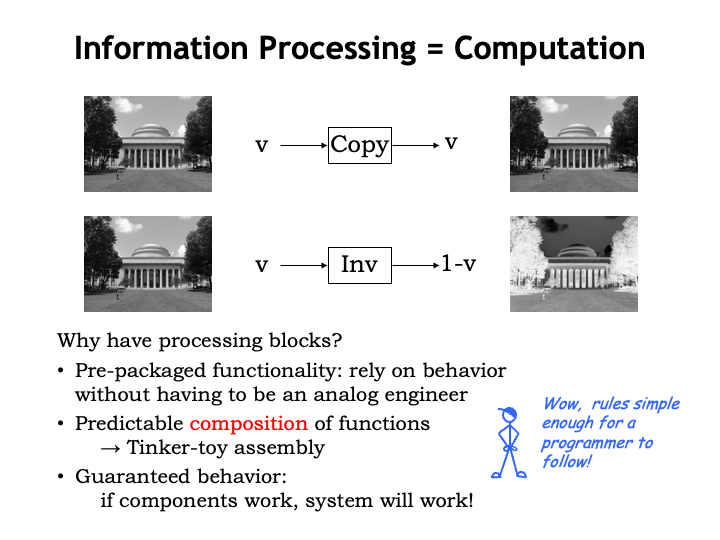 Information Processing = Computation
v → Copy → v
v → Inv → 1-v
Why have processing blocks?
• Pre-packaged functionality: rely on behavior
without having to be an analog engineer
• Predictable composition of functions
→ Tinker-toy assembly
• Guaranteed behavior:
if components work, system will work!
Wow, rules simple
enough for a
programmer to
follow!